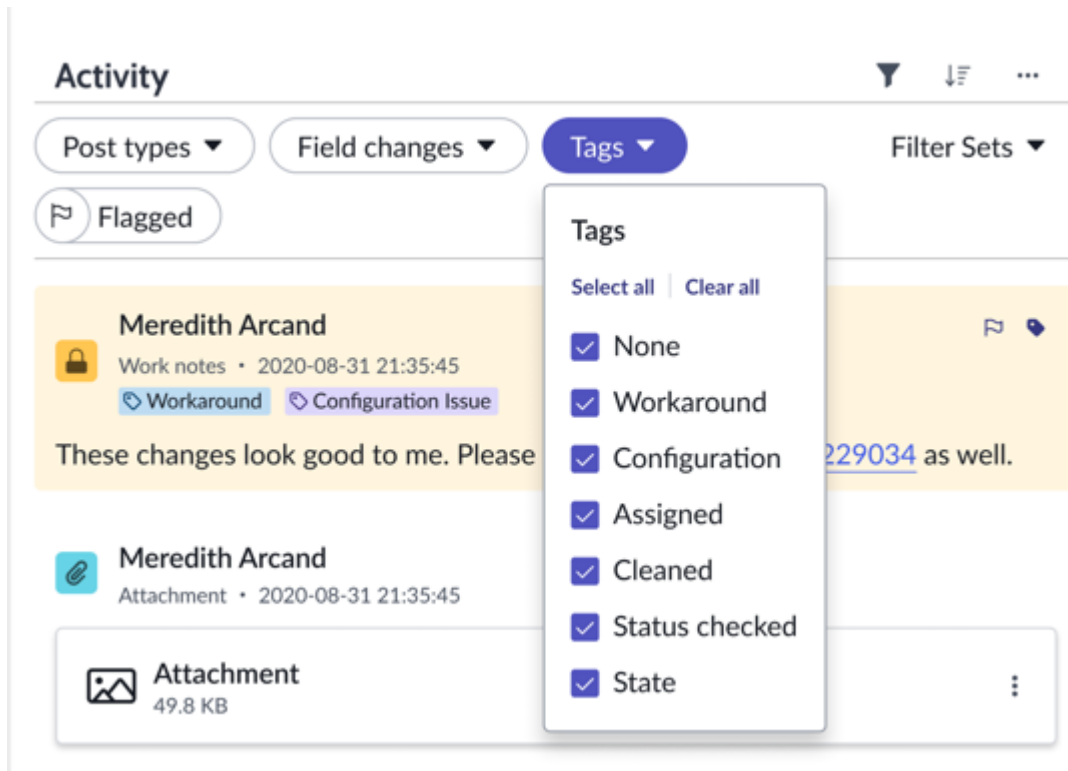 Activity
Post types
Field changes
Tags
Filter Sets
Flagged
Tags
Select all
Clear all
None
Workaround
Configuration
Assigned
Cleaned
Status checked
State
Meredith Arcand
Work notes • 2020-08-31 21:35:45
Workaround
Configuration Issue
These changes look good to me. Please
229034 as well.
Meredith Arcand
Attachment • 2020-08-31 21:35:45
Attachment
49.8 KB